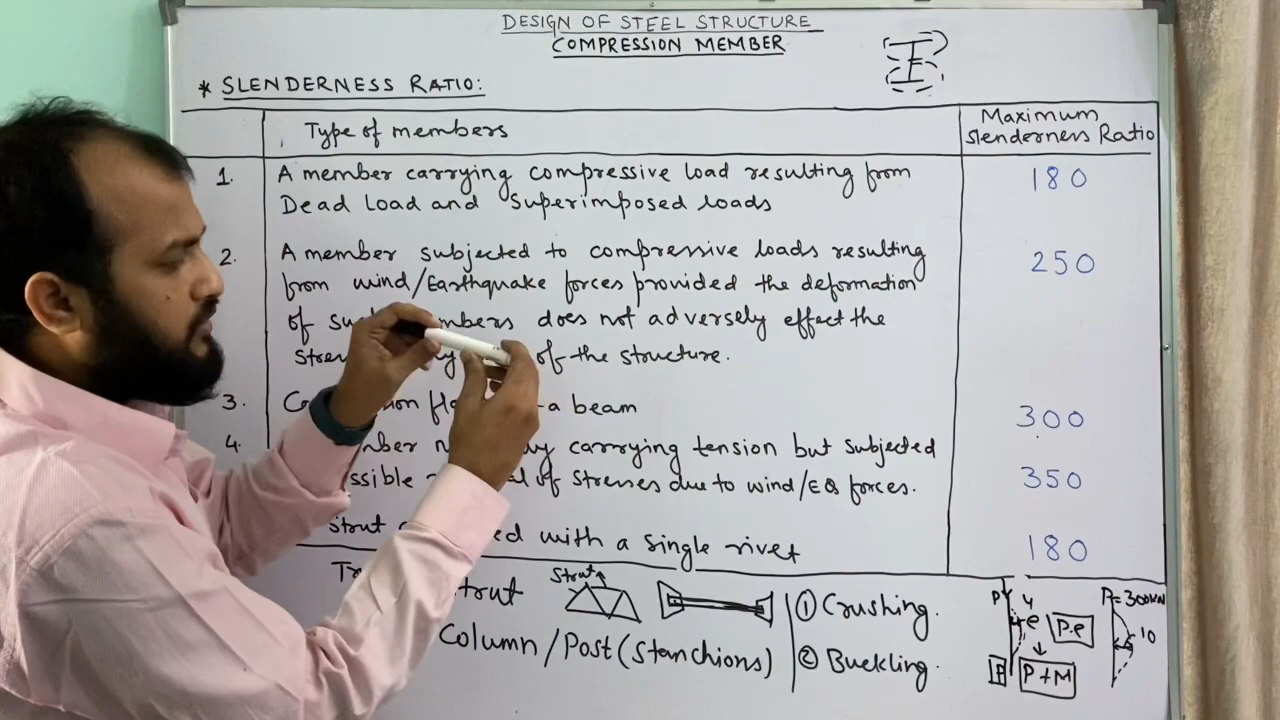 DESIGN OF STEEL STRUCTURE
COMPRESSION MEMBER
* SLENDERNESS RATIO:
Type of members
Maximum
Slenderness Ratio
1. A member carrying compressive load resulting from
Dead Load and Superimposed loads
180
2. A member subjected to compressive loads resulting
from wind/Earthquake forces provided the deformation
of does not adversely effect the
of the structure.
250
3. a beam
300
4. carrying tension but subjected
of stresses due to wind/EQ forces.
350
strut with a single rivet
180
Strut
Column/Post (Stanchions)
① Crushing.
② Buckling.
P
y
e
P.e
P
P+M
P=300KN
10